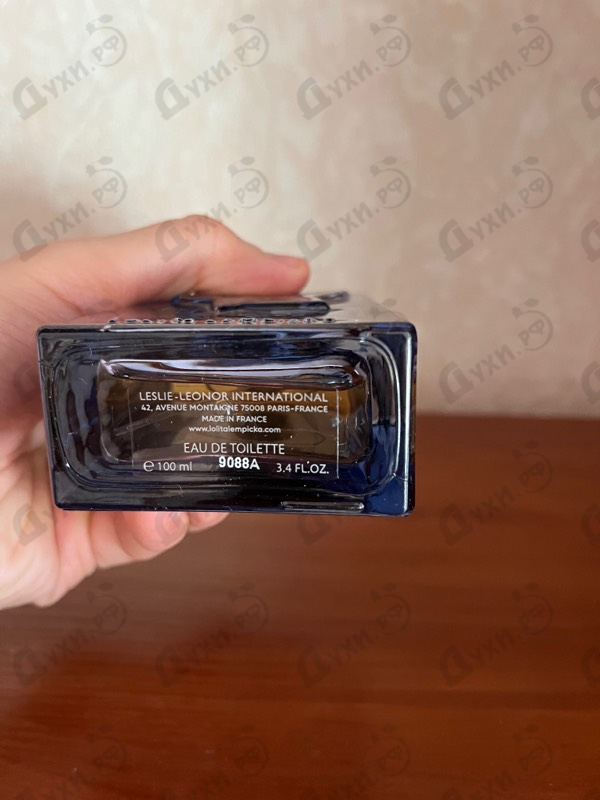 LESLIE-LEONOR INTERNATIONAL
42, AVENUE MONTAIGNE 75008 PARIS-FRANCE
MADE IN FRANCE
www.lolitalempicka.com
EAU DE TOILETTE
℮ 100 ml 9088A 3.4 FL.OZ.
Духи.рф